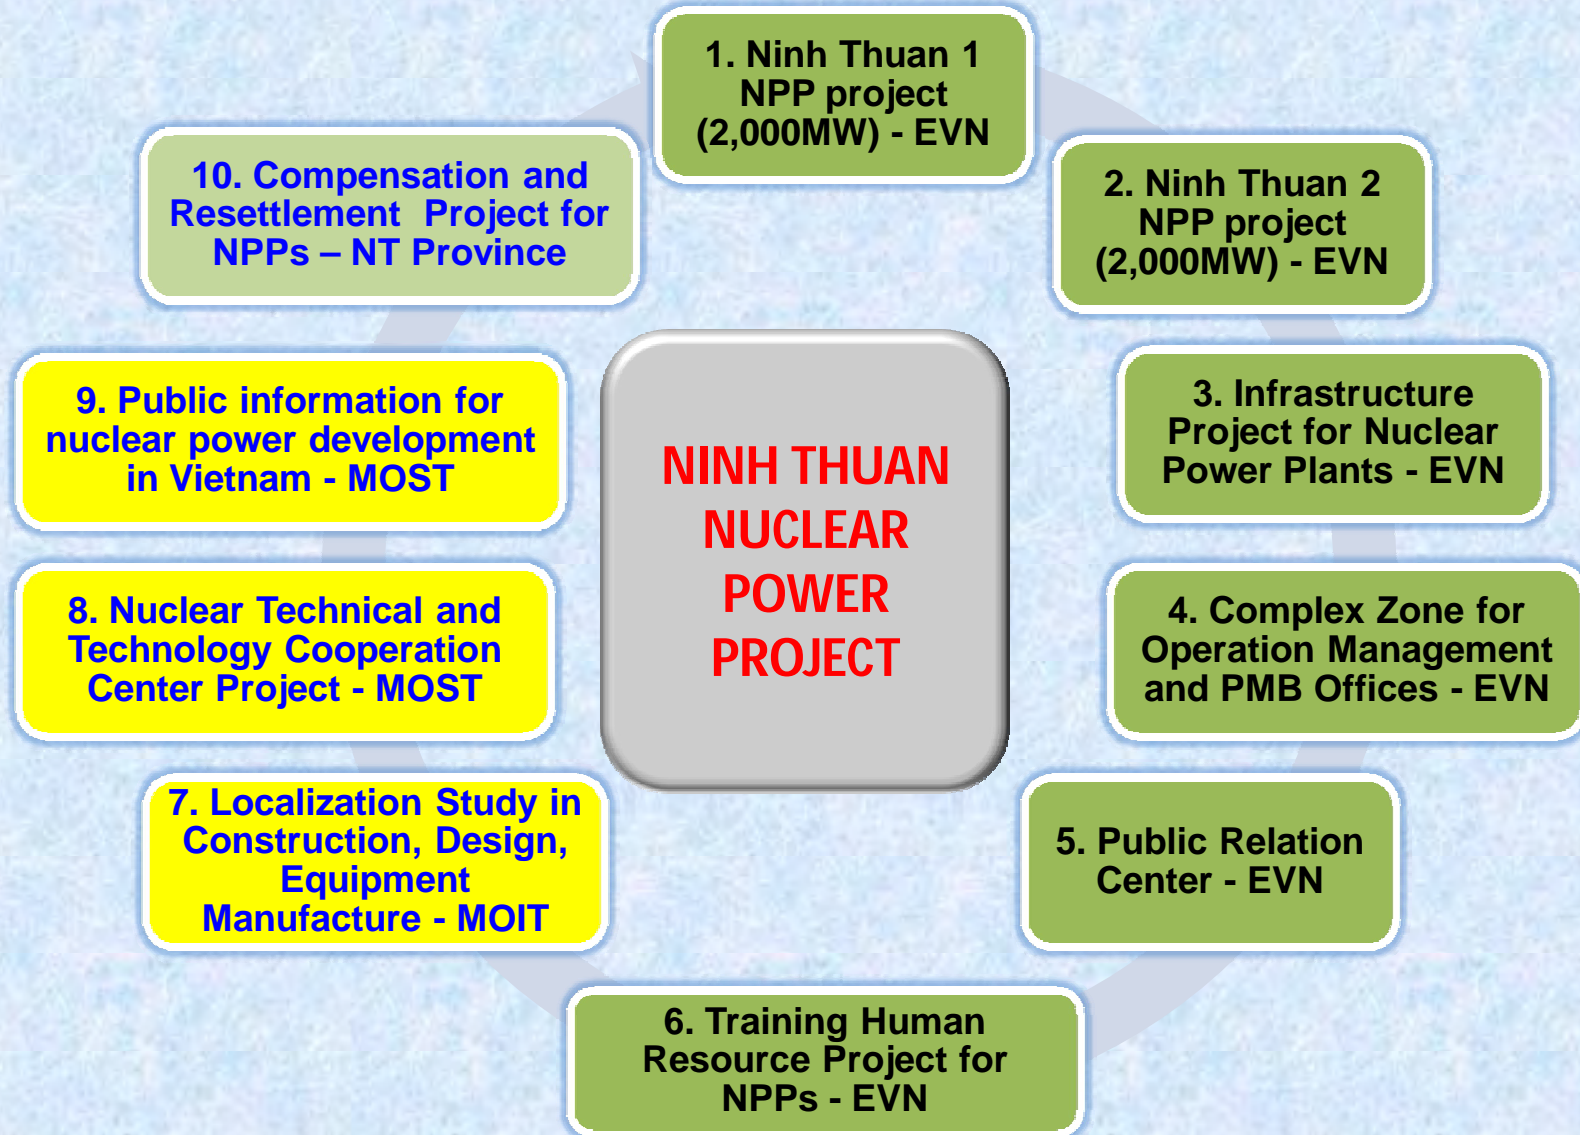 1. Ninh Thuan 1
NPP project
(2,000MW) - EVN
2. Ninh Thuan 2
NPP project
(2,000MW) - EVN
3. Infrastructure
Project for Nuclear
Power Plants - EVN
4. Complex Zone for
Operation Management
and PMB Offices - EVN
5. Public Relation
Center - EVN
6. Training Human
Resource Project for
NPPs - EVN
7. Localization Study in
Construction, Design,
Equipment
Manufacture - MOIT
8. Nuclear Technical and
Technology Cooperation
Center Project - MOST
9. Public information for
nuclear power development
in Vietnam - MOST
10. Compensation and
Resettlement Project for
NPPs – NT Province
NINH THUAN
NUCLEAR
POWER
PROJECT